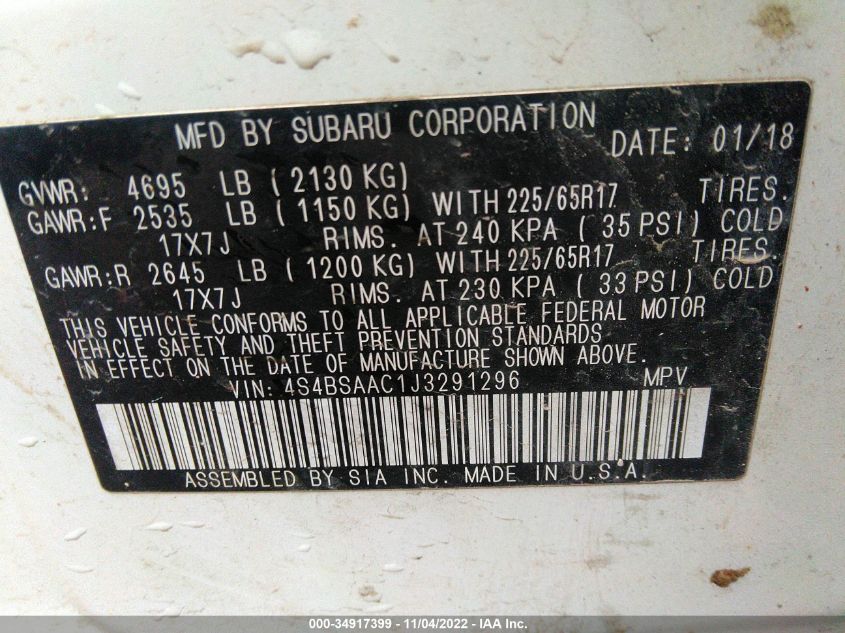 MFD BY SUBARU CORPORATION DATE: 01/18
GVWR: 4695 LB ( 2130 KG)
GAWR:F 2535 LB ( 1150 KG) WITH 225/65R17 TIRES.
17X7J RIMS. AT 240 KPA ( 35 PSI) COLD
GAWR:R 2645 LB ( 1200 KG) WITH 225/65R17 TIRES.
17X7J RIMS. AT 230 KPA ( 33 PSI) COLD
THIS VEHICLE CONFORMS TO ALL APPLICABLE FEDERAL MOTOR
VEHICLE SAFETY AND THEFT PREVENTION STANDARDS
IN EFFECT ON THE DATE OF MANUFACTURE SHOWN ABOVE.
VIN: 4S4BSAAC1J3291296 MPV
ASSEMBLED BY SIA INC. MADE IN U.S.A.
000-34917399 - 11/04/2022 - IAA Inc.